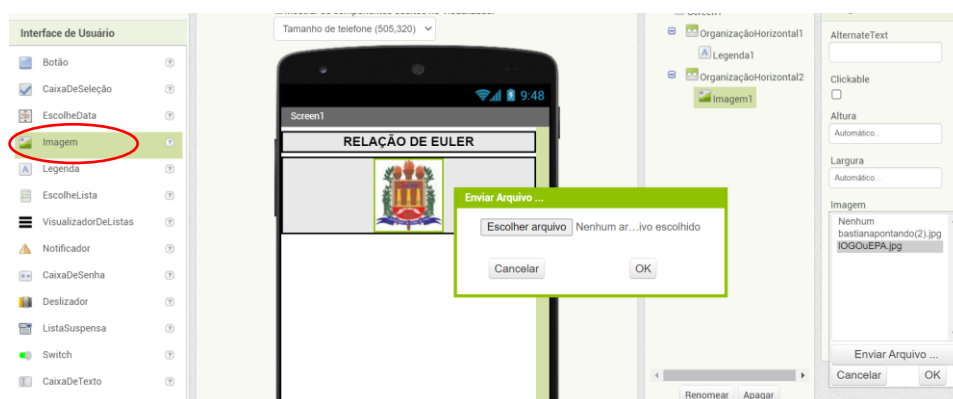 Interface de Usuário
Botão
CaixaDeSeleção
EscolheData
Imagem
Legenda
EscolheLista
VisualizadorDeListas
Notificador
CaixaDeSenha
Deslizador
ListaSuspensa
Switch
CaixaDeTexto
Tamanho de telefone (505,320)
9:48
Screen1
RELAÇÃO DE EULER
Enviar Arquivo ...
Escolher arquivo Nenhum ar...ivo escolhido
Cancelar OK
OrganizaçãoHorizontal1
Legenda1
OrganizaçãoHorizontal2
Imagem1
Renomear Apagar
AlternateText
Clickable
Altura
Automático...
Largura
Automático...
Imagem
Nenhum
bastianapontando(2).jpg
lOGOuEPA.jpg
Enviar Arquivo ...
Cancelar OK